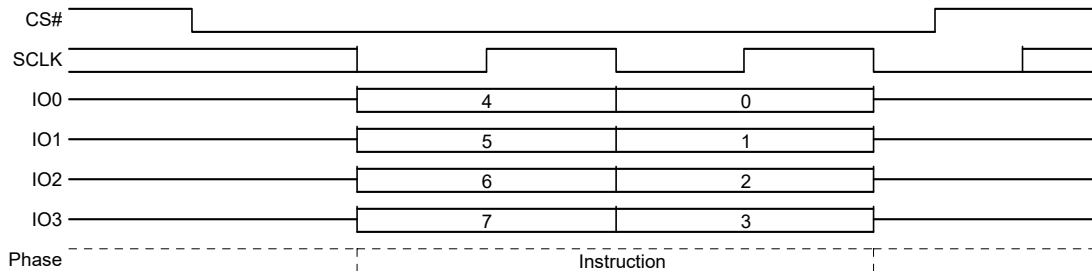 CS#
SCLK
IO0 4 0
IO1 5 1
IO2 6 2
IO3 7 3
Phase Instruction